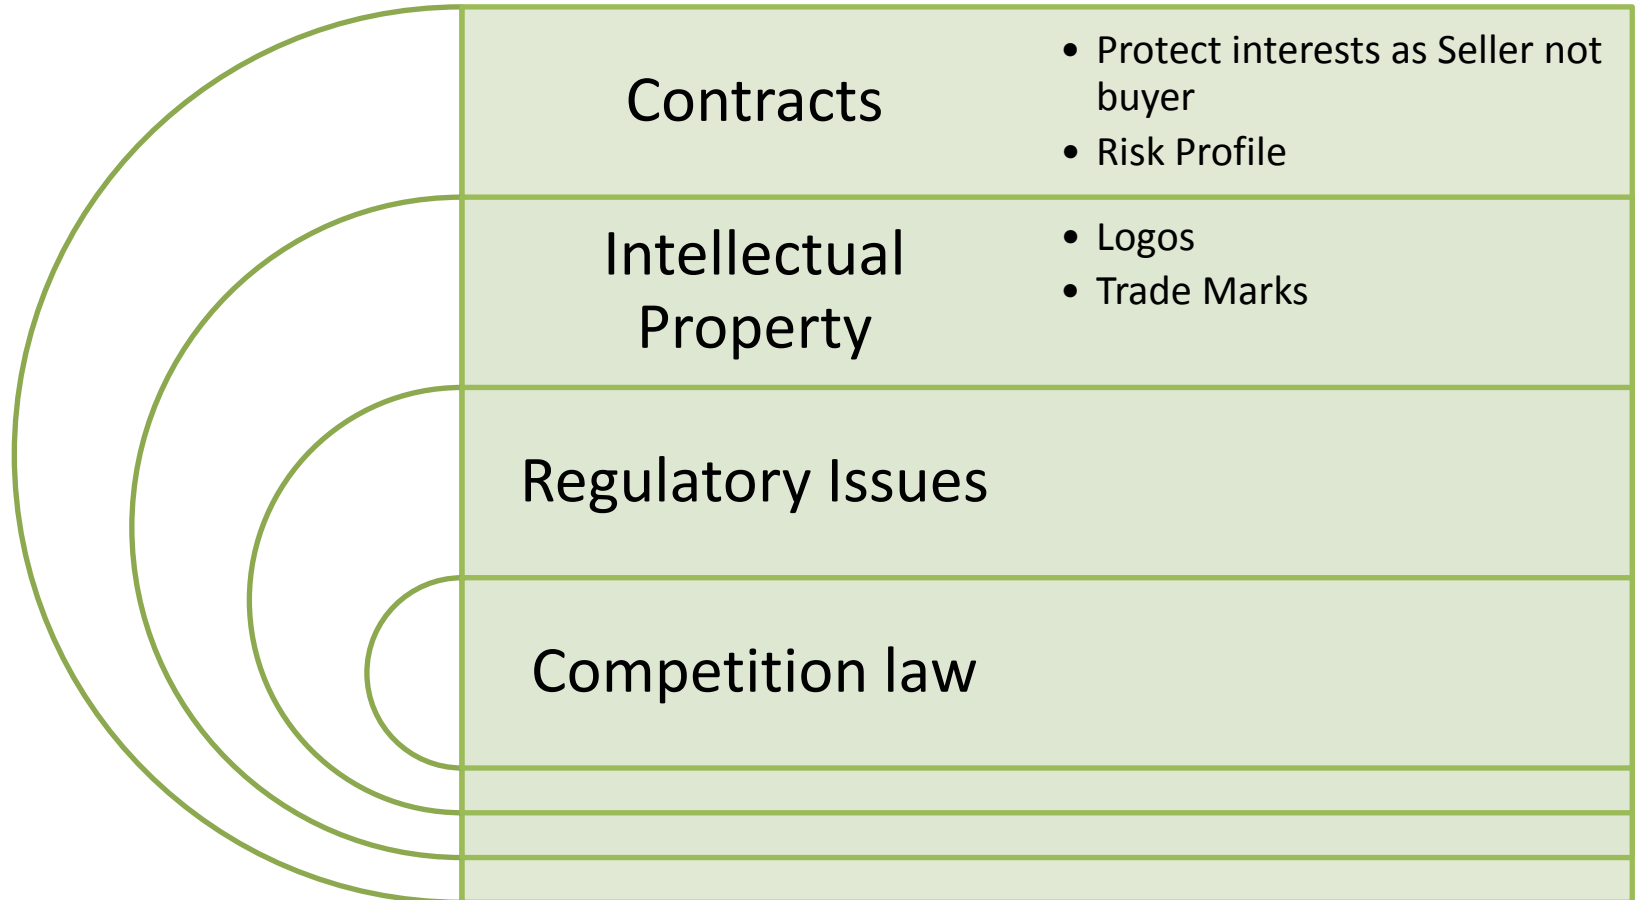 Contracts
• Protect interests as Seller not
buyer
• Risk Profile
Intellectual
Property
• Logos
• Trade Marks
Regulatory Issues
Competition law